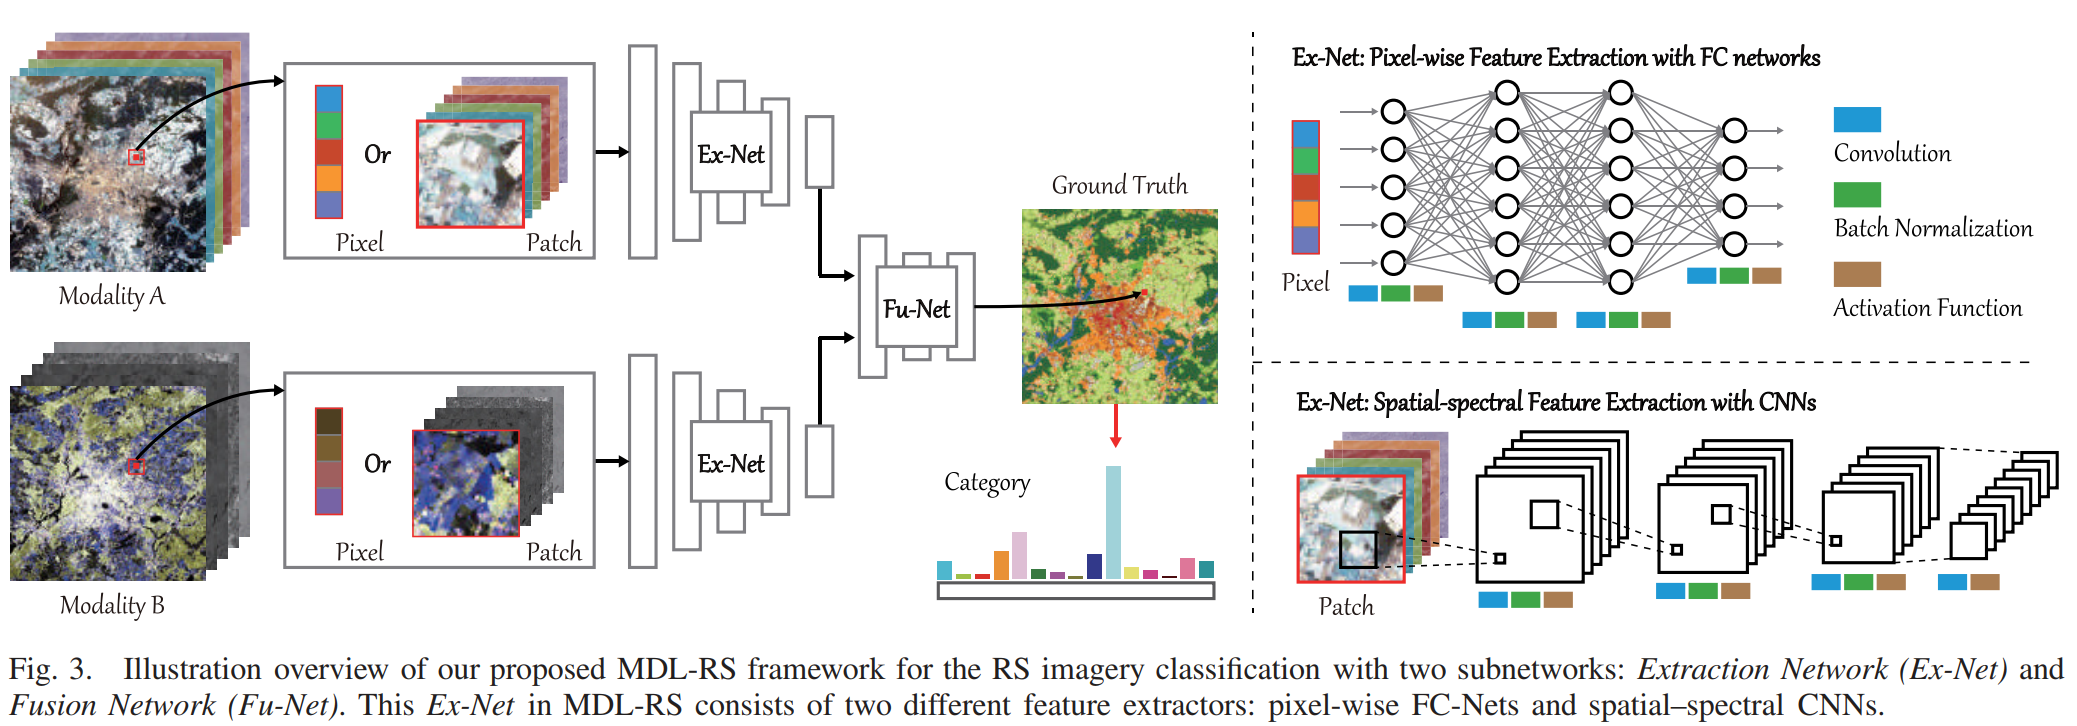 Modality A
Pixel
Or
Patch
Ex-Net
Modality B
Pixel
Or
Patch
Ex-Net
Fu-Net
Ground Truth
Category
Ex-Net: Pixel-wise Feature Extraction with FC networks
Pixel
Convolution
Batch Normalization
Activation Function
Ex-Net: Spatial-spectral Feature Extraction with CNNs
Patch
Fig. 3. Illustration overview of our proposed MDL-RS framework for the RS imagery classification with two subnetworks: Extraction Network (Ex-Net) and
Fusion Network (Fu-Net). This Ex-Net in MDL-RS consists of two different feature extractors: pixel-wise FC-Nets and spatial–spectral CNNs.